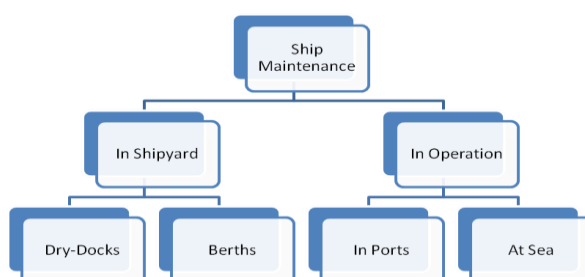 Ship
Maintenance
In Shipyard
In Operation
Dry-Docks
Berths
In Ports
At Sea